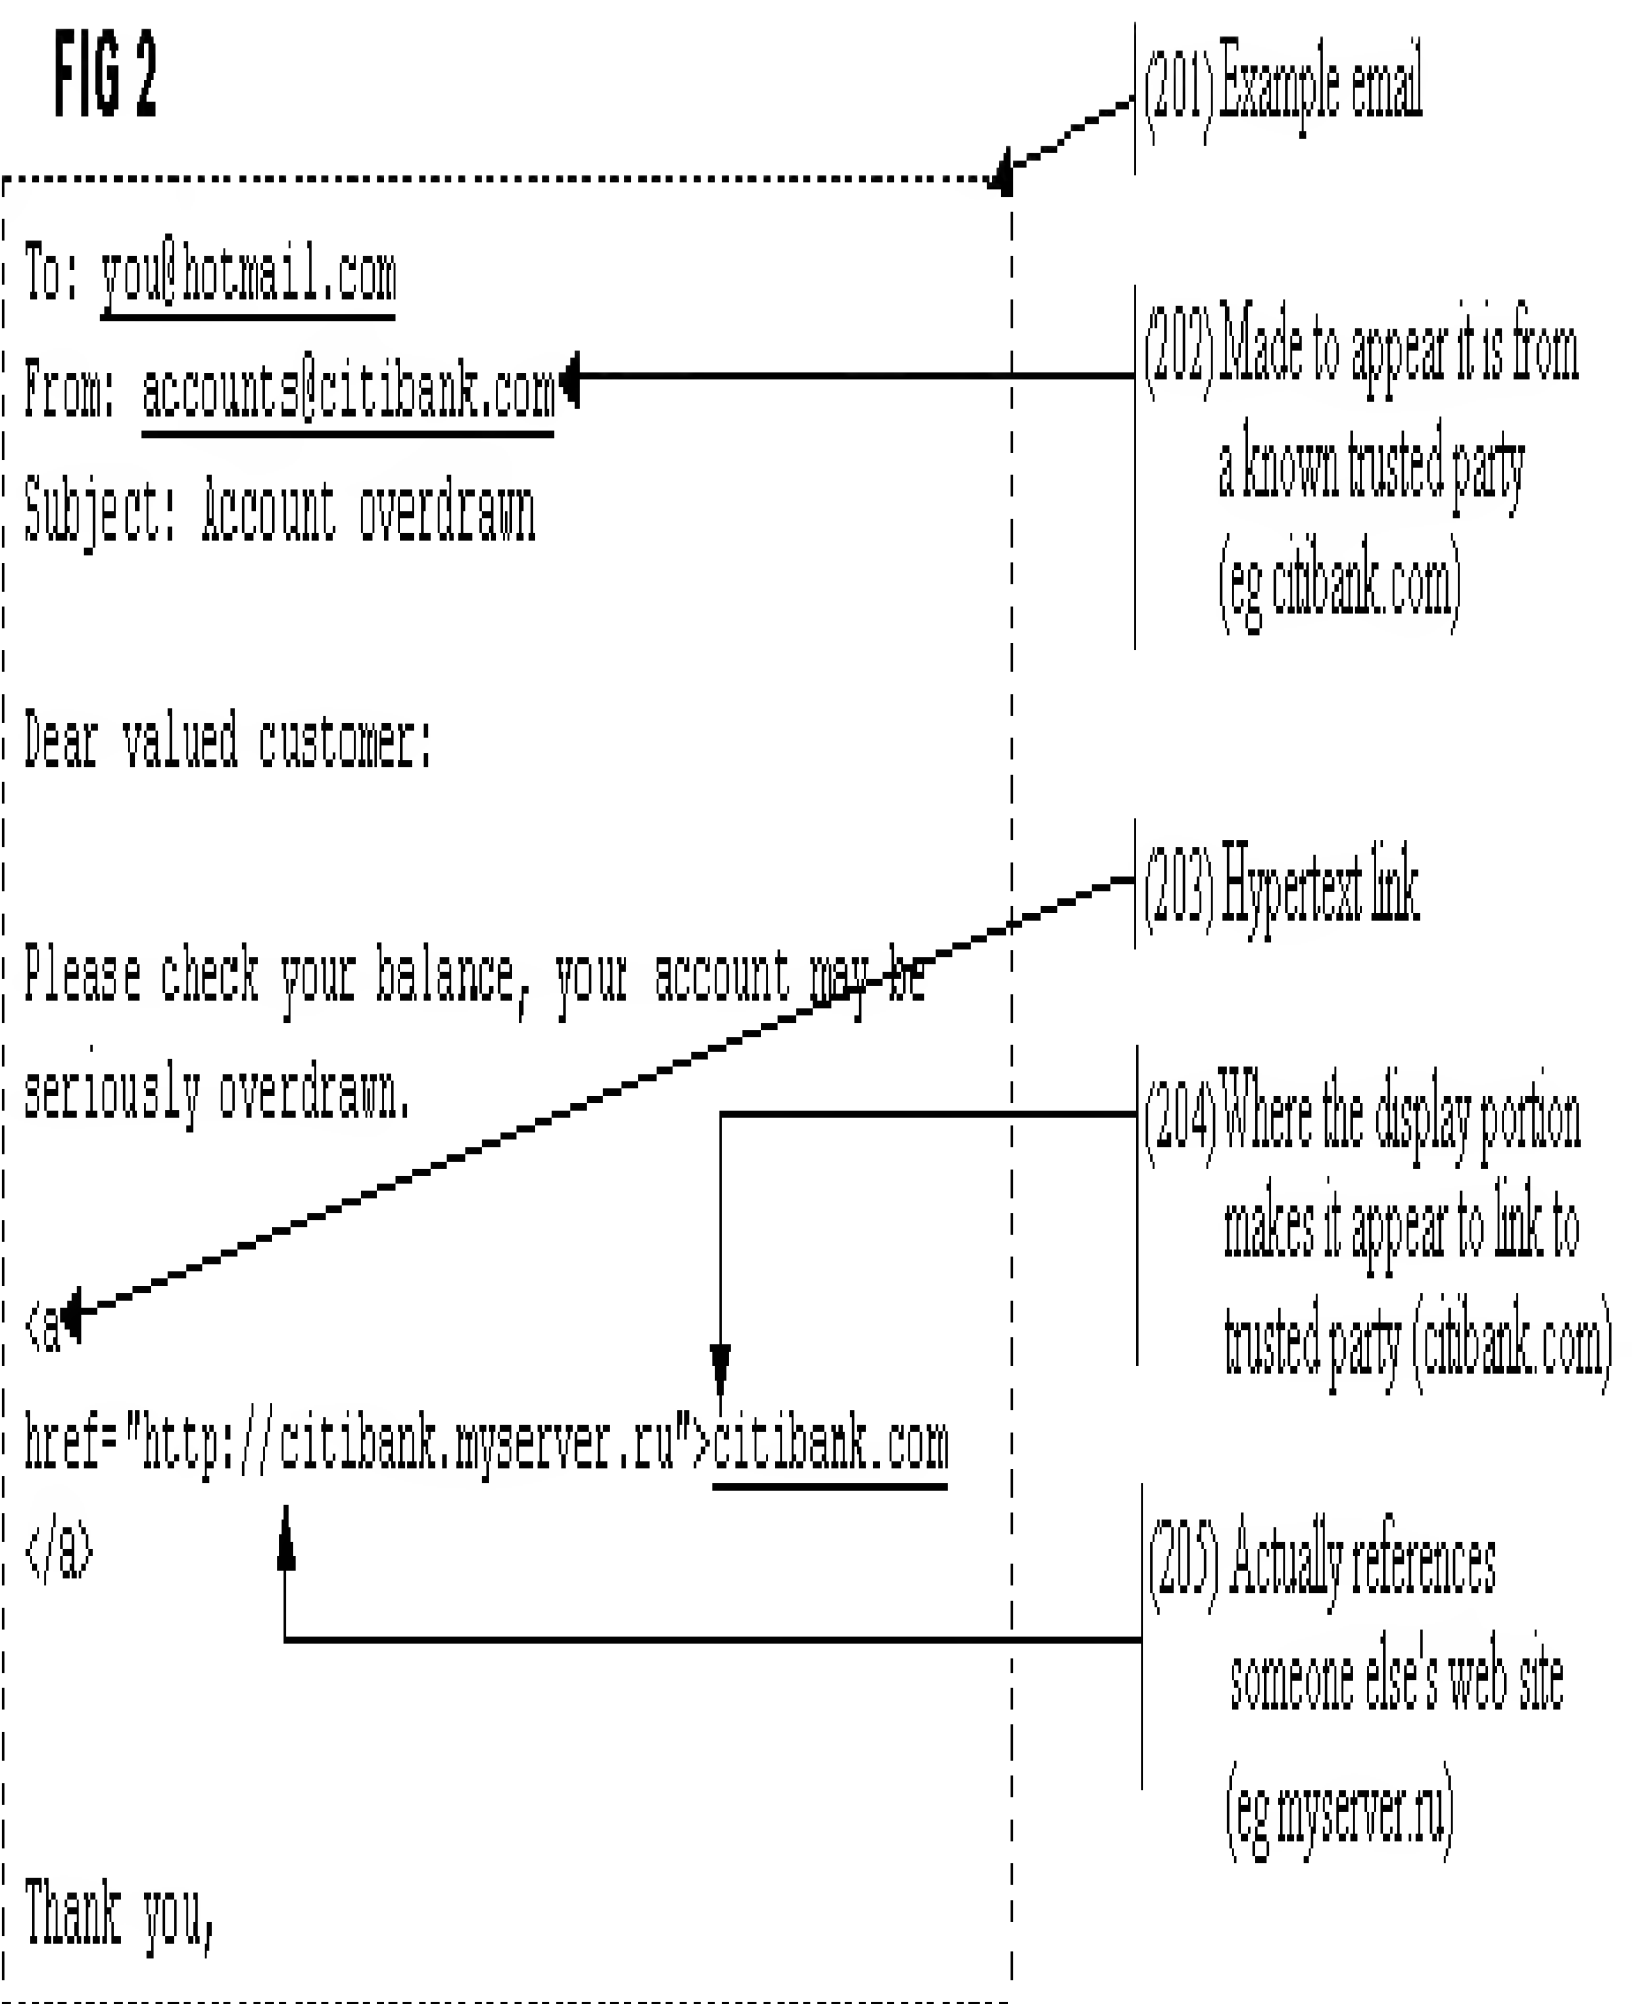 FIG 2
(201) Example email
To: you@hotmail.com
From: accounts@citibank.com
Subject: Account overdrawn
(202) Made to appear it is from
a known trusted party
(eg citibank.com)
Dear valued customer:
(203) Hypertext link
Please check your balance, your account may be
seriously overdrawn.
(204) Where the display portion
makes it appear to link to
trusted party (citibank.com)
<a
href="http://citibank.myserver.ru">citibank.com
</a>
(205) Actually references
someone else's web site
(eg myserver.ru)
Thank you,